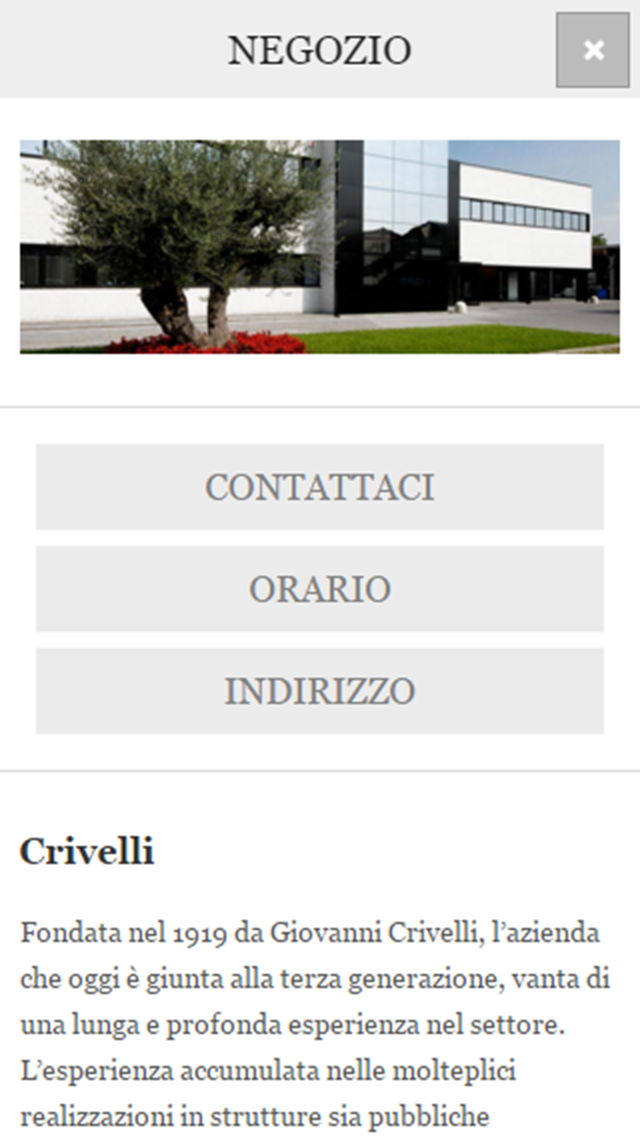 NEGOZIO
CONTATTACI
ORARIO
INDIRIZZO
Crivelli
Fondata nel 1919 da Giovanni Crivelli, l’azienda
che oggi è giunta alla terza generazione, vanta di
una lunga e profonda esperienza nel settore.
L’esperienza accumulata nelle molteplici
realizzazioni in strutture sia pubbliche